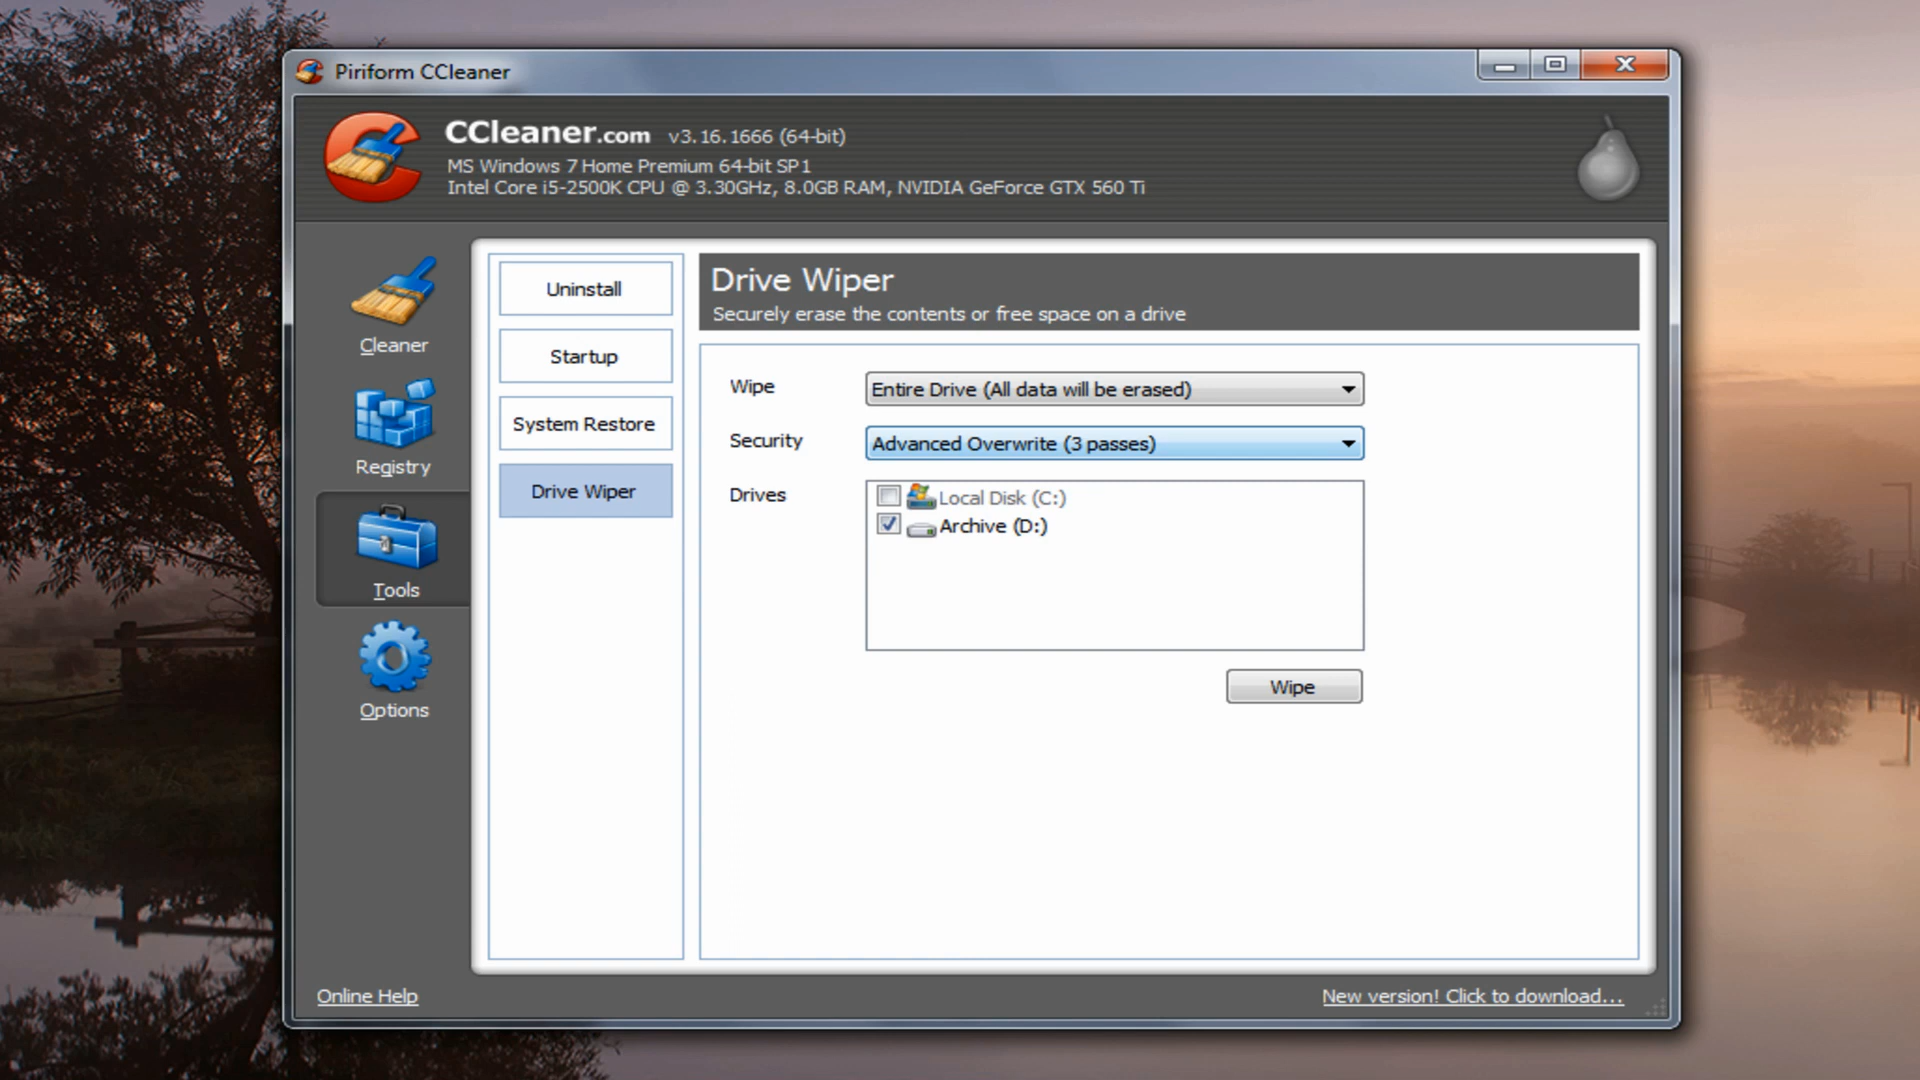 Piriform CCleaner
CCleaner.com v3.16.1666 (64-bit)
MS Windows 7 Home Premium 64-bit SP1
Intel Core i5-2500K CPU @ 3.30GHz, 8.0GB RAM, NVIDIA GeForce GTX 560 Ti
Cleaner
Registry
Tools
Options
Uninstall
Startup
System Restore
Drive Wiper
Drive Wiper
Securely erase the contents or free space on a drive
Wipe
Entire Drive (All data will be erased)
Security
Advanced Overwrite (3 passes)
Drives
Local Disk (C:)
Archive (D:)
Wipe
Online Help
New version! Click to download...